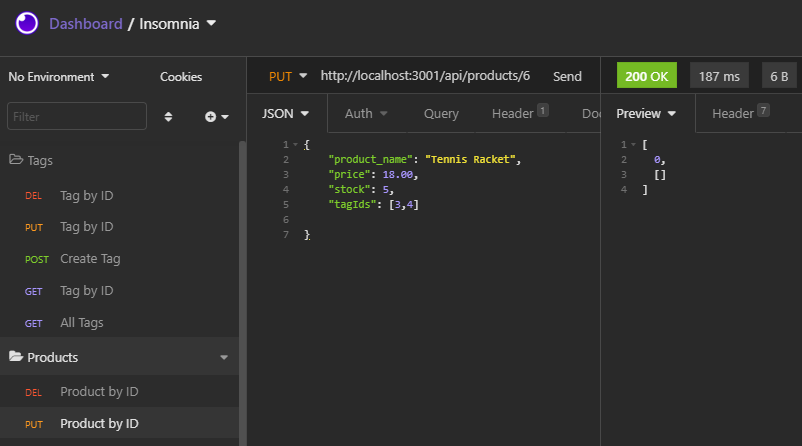 Dashboard / Insomnia
No Environment Cookies
Filter
Tags
DEL Tag by ID
PUT Tag by ID
POST Create Tag
GET Tag by ID
GET All Tags
Products
DEL Product by ID
PUT Product by ID
PUT http://localhost:3001/api/products/6 Send
JSON Auth Query Header 1 Doc
1 {
2 "product_name": "Tennis Racket",
3 "price": 18.00,
4 "stock": 5,
5 "tagIds": [3,4]
6
7 }
200 OK 187 ms 6 B
Preview Header 7
1 [
2 0,
3 []
4 ]